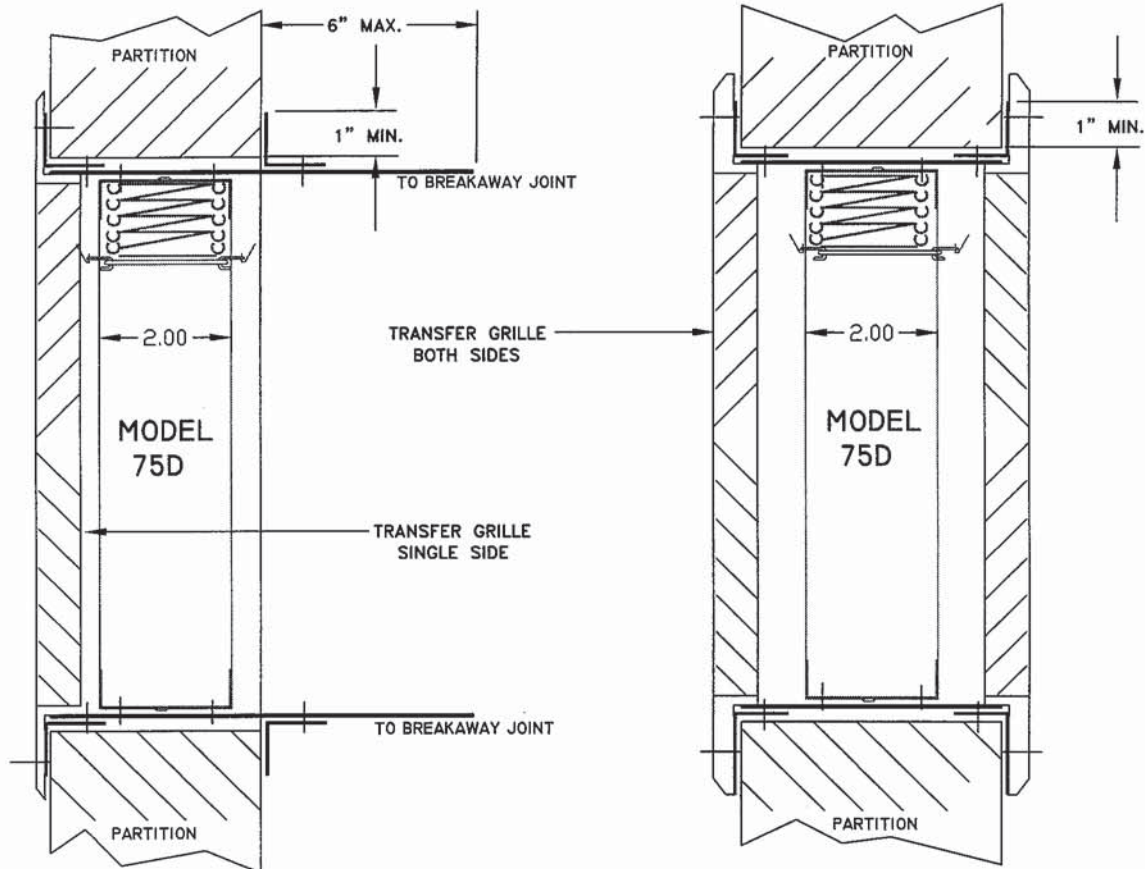 PARTITION
6" MAX.
1" MIN.
TO BREAKAWAY JOINT
2.00
MODEL
75D
TRANSFER GRILLE
SINGLE SIDE
TO BREAKAWAY JOINT
PARTITION
TRANSFER GRILLE
BOTH SIDES
PARTITION
1" MIN.
2.00
MODEL
75D
PARTITION